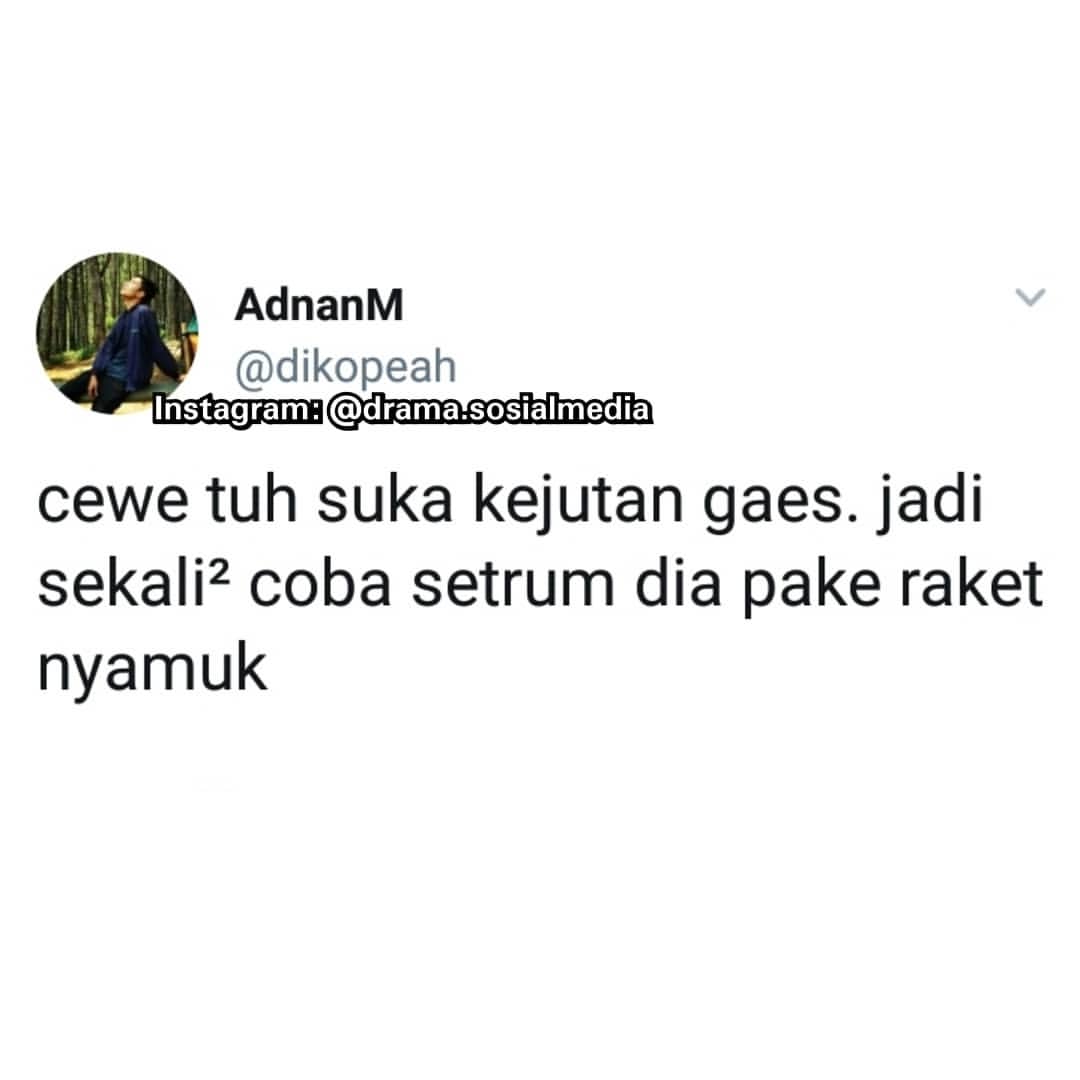 AdnanM
@dikopeah
Instagram: @drama.sosialmedia
cewe tuh suka kejutan gaes. jadi
sekali² coba setrum dia pake raket
nyamuk